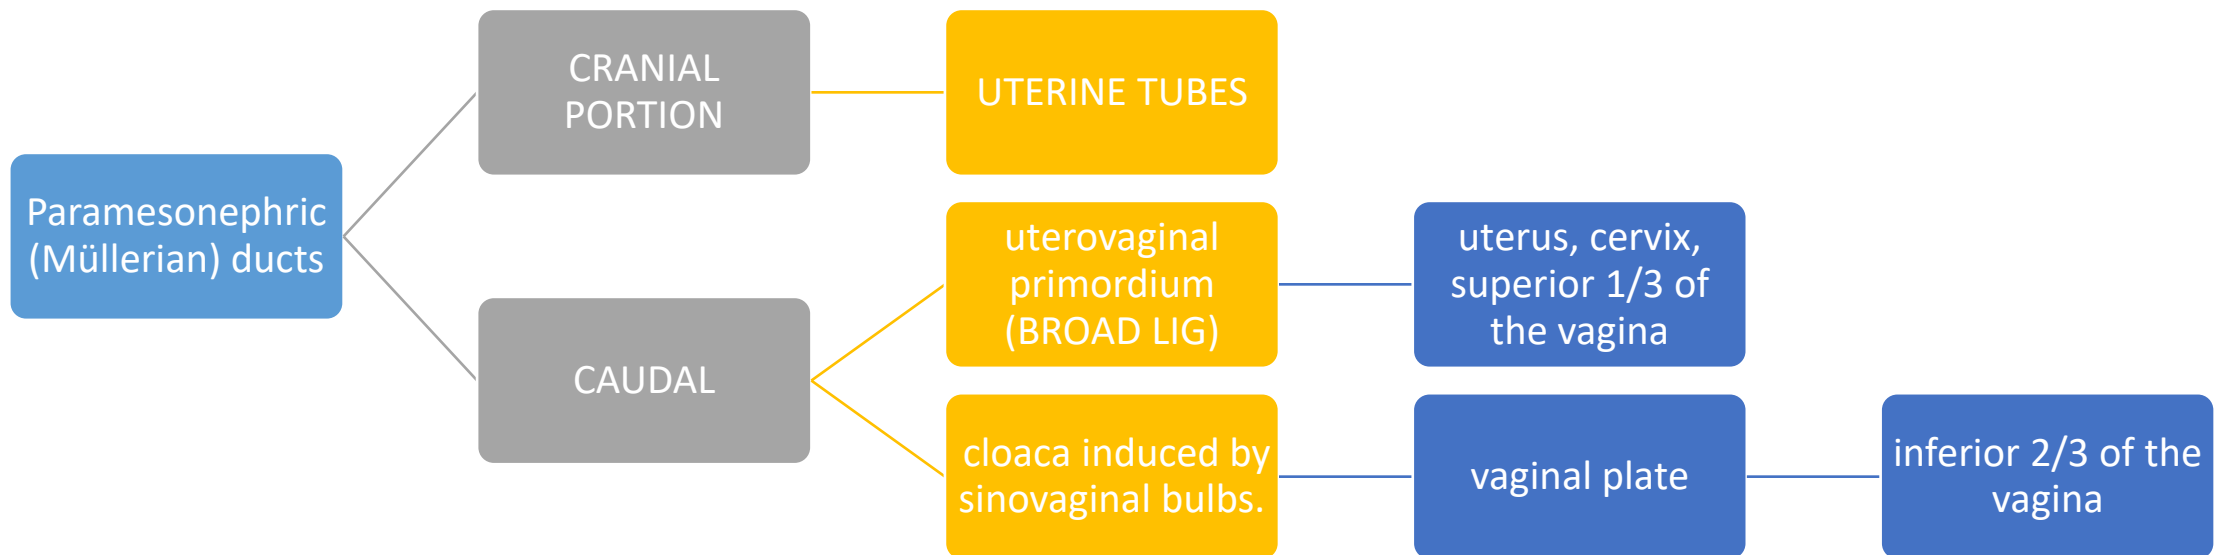 Paramesonephric
(Müllerian) ducts
CRANIAL
PORTION
UTERINE TUBES
CAUDAL
uterovaginal
primordium
(BROAD LIG)
uterus, cervix,
superior 1/3 of
the vagina
cloaca induced by
sinovaginal bulbs.
vaginal plate
inferior 2/3 of the
vagina